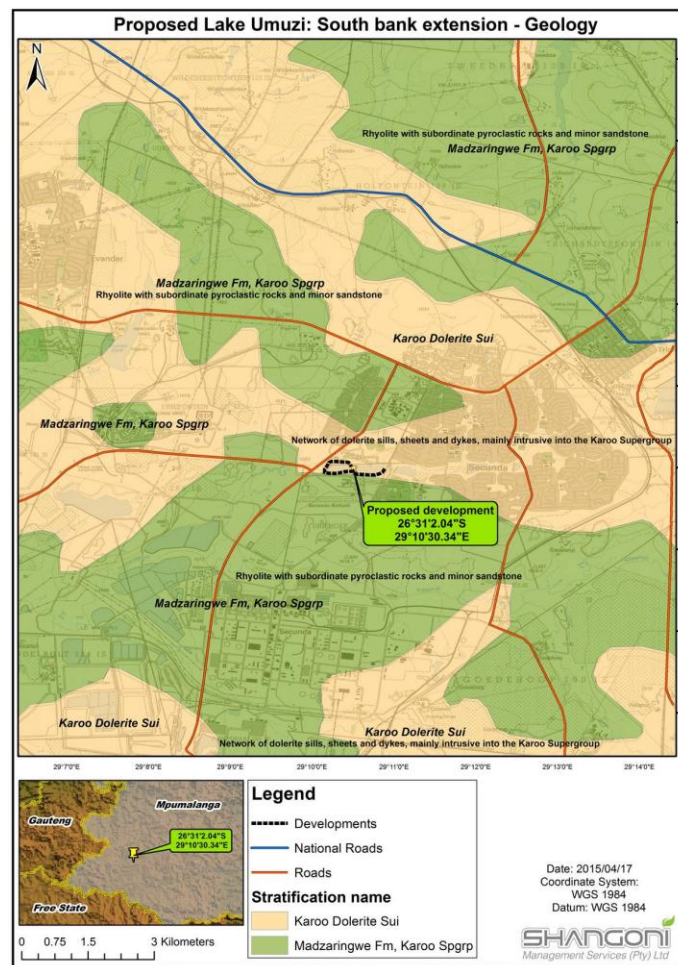 Proposed Lake Umuzi: South bank extension - Geology
N
Rhyolite with subordinate pyroclastic rocks and minor sandstone
Madzaringwe Fm, Karoo Spgrp
Evander
Madzaringwe Fm, Karoo Spgrp
Rhyolite with subordinate pyroclastic rocks and minor sandstone
Karoo Dolerite Sui
Madzaringwe Fm, Karoo Spgrp
Network of dolerite sills, sheets and dykes, mainly intrusive into the Karoo Supergroup
Secunda
Proposed development
26°31'2.04"S
29°10'30.34"E
Rhyolite with subordinate pyroclastic rocks and minor sandstone
Madzaringwe Fm, Karoo Spgrp
Secunda
Karoo Dolerite Sui
Karoo Dolerite Sui
Network of dolerite sills, sheets and dykes, mainly intrusive into the Karoo Supergroup
29°7'0"E 29°8'0"E 29°9'0"E 29°10'0"E 29°11'0"E 29°12'0"E 29°13'0"E 29°14'0"E
Mpumalanga
Gauteng
26°31'2.04"S
29°10'30.34"E
Free State
0 0.75 1.5 3 Kilometers
Legend
Developments
National Roads
Roads
Stratification name
Karoo Dolerite Sui
Madzaringwe Fm, Karoo Spgrp
Date: 2015/04/17
Coordinate System:
WGS 1984
Datum: WGS 1984
SHANGONI
Management Services (Pty) Ltd